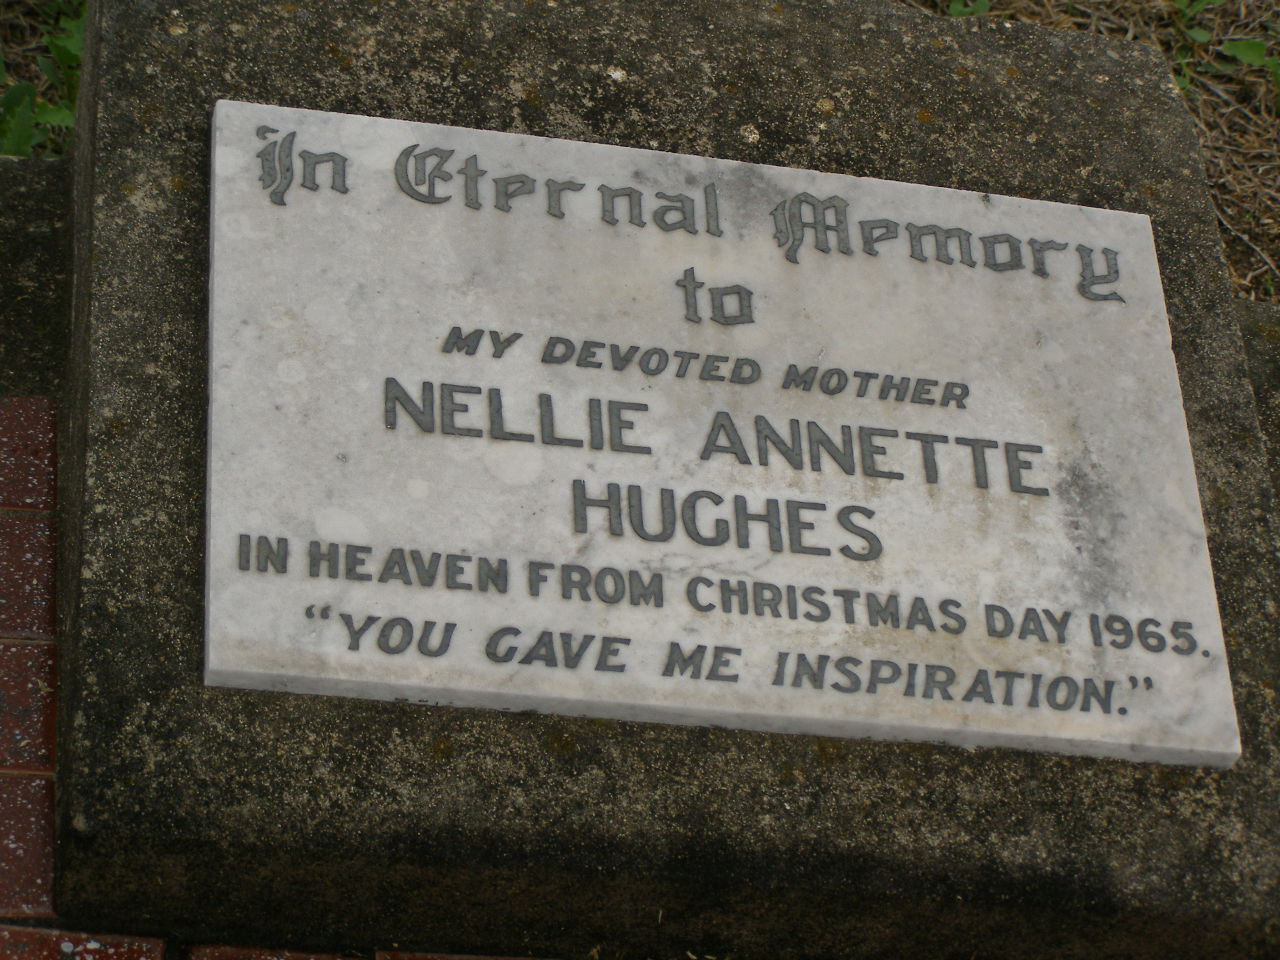 In Eternal Memory
to
MY DEVOTED MOTHER
NELLIE ANNETTE
HUGHES
IN HEAVEN FROM CHRISTMAS DAY 1965.
"YOU GAVE ME INSPIRATION."